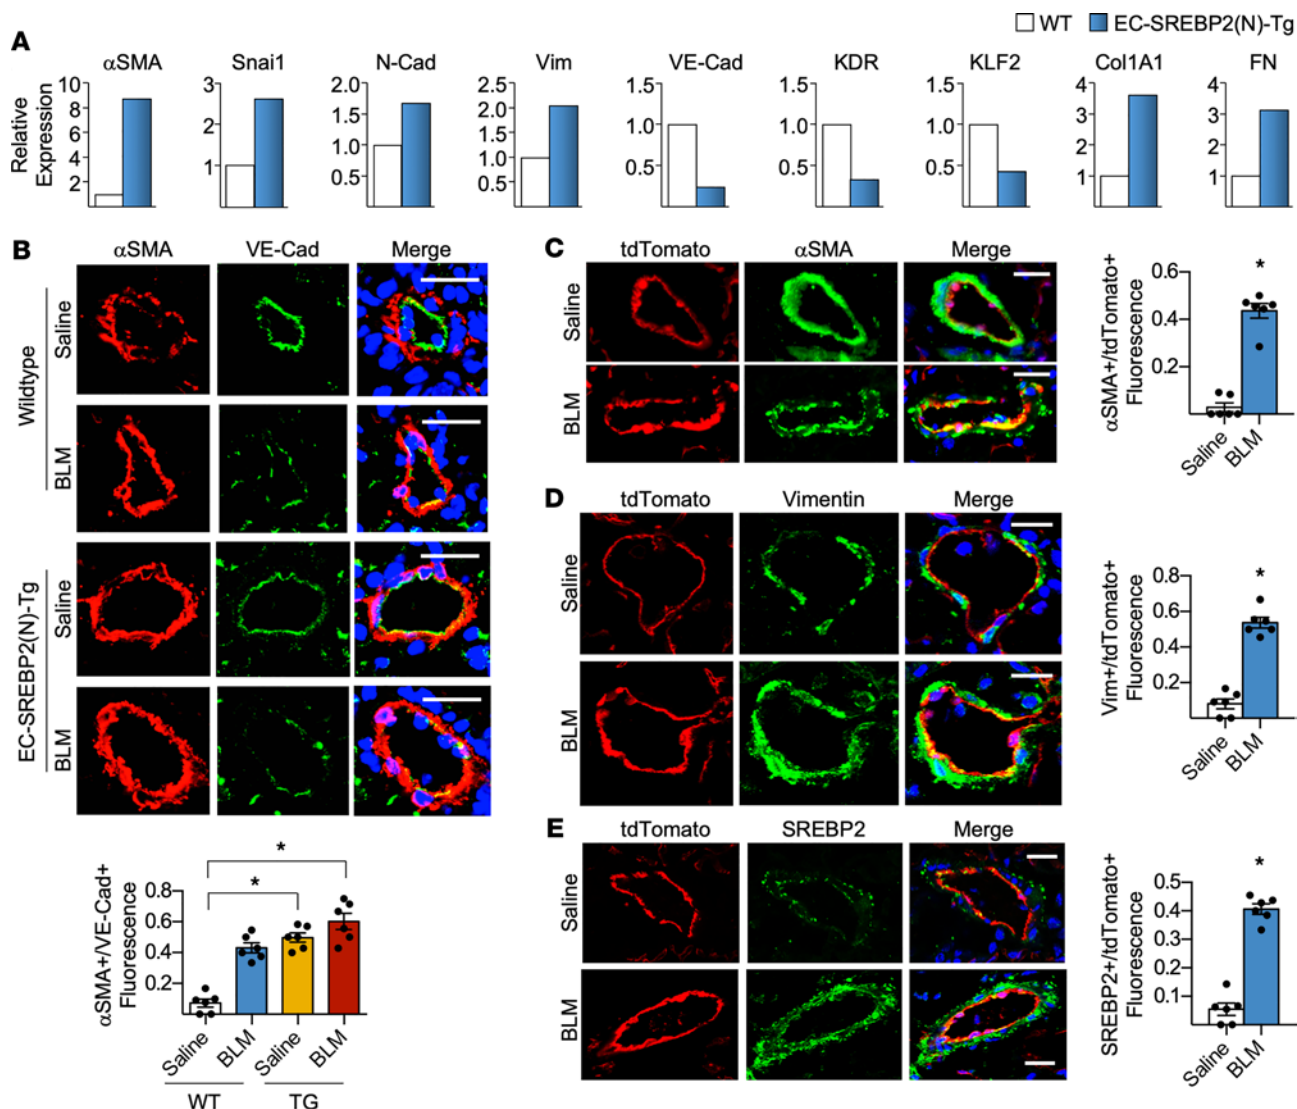 WT EC-SREBP2(N)-Tg
A
αSMA Snai1 N-Cad Vim VE-Cad KDR KLF2 Col1A1 FN
Relative
Expression
10
8
6
4
2
3
2
1
2.0
1.5
1.0
0.5
2.5
2.0
1.5
1.0
0.5
1.5
1.0
0.5
1.5
1.0
0.5
1.5
1.0
0.5
4
3
2
1
4
3
2
1
B
αSMA VE-Cad Merge
Wildtype
Saline
BLM
EC-SREBP2(N)-Tg
Saline
BLM
αSMA+/VE-Cad+
Fluorescence
0.8
0.6
0.4
0.2
*
*
Saline BLM Saline BLM
WT TG
C
tdTomato αSMA Merge
Saline
BLM
αSMA+/tdTomato+
Fluorescence
0.6
0.4
0.2
*
Saline BLM
D
tdTomato Vimentin Merge
Saline
BLM
Vim+/tdTomato+
Fluorescence
0.8
0.6
0.4
0.2
*
Saline BLM
E
tdTomato SREBP2 Merge
Saline
BLM
SREBP2+/tdTomato+
Fluorescence
0.5
0.4
0.3
0.2
0.1
*
Saline BLM